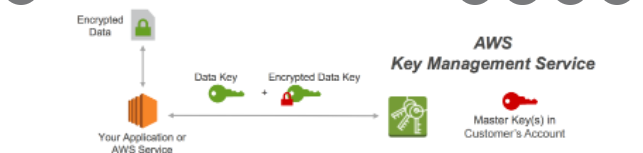 Encrypted
Data
AWS
Key Management Service
Data Key
+
Encrypted Data Key
Master Key(s) in
Customer's Account
Your Application or
AWS Service